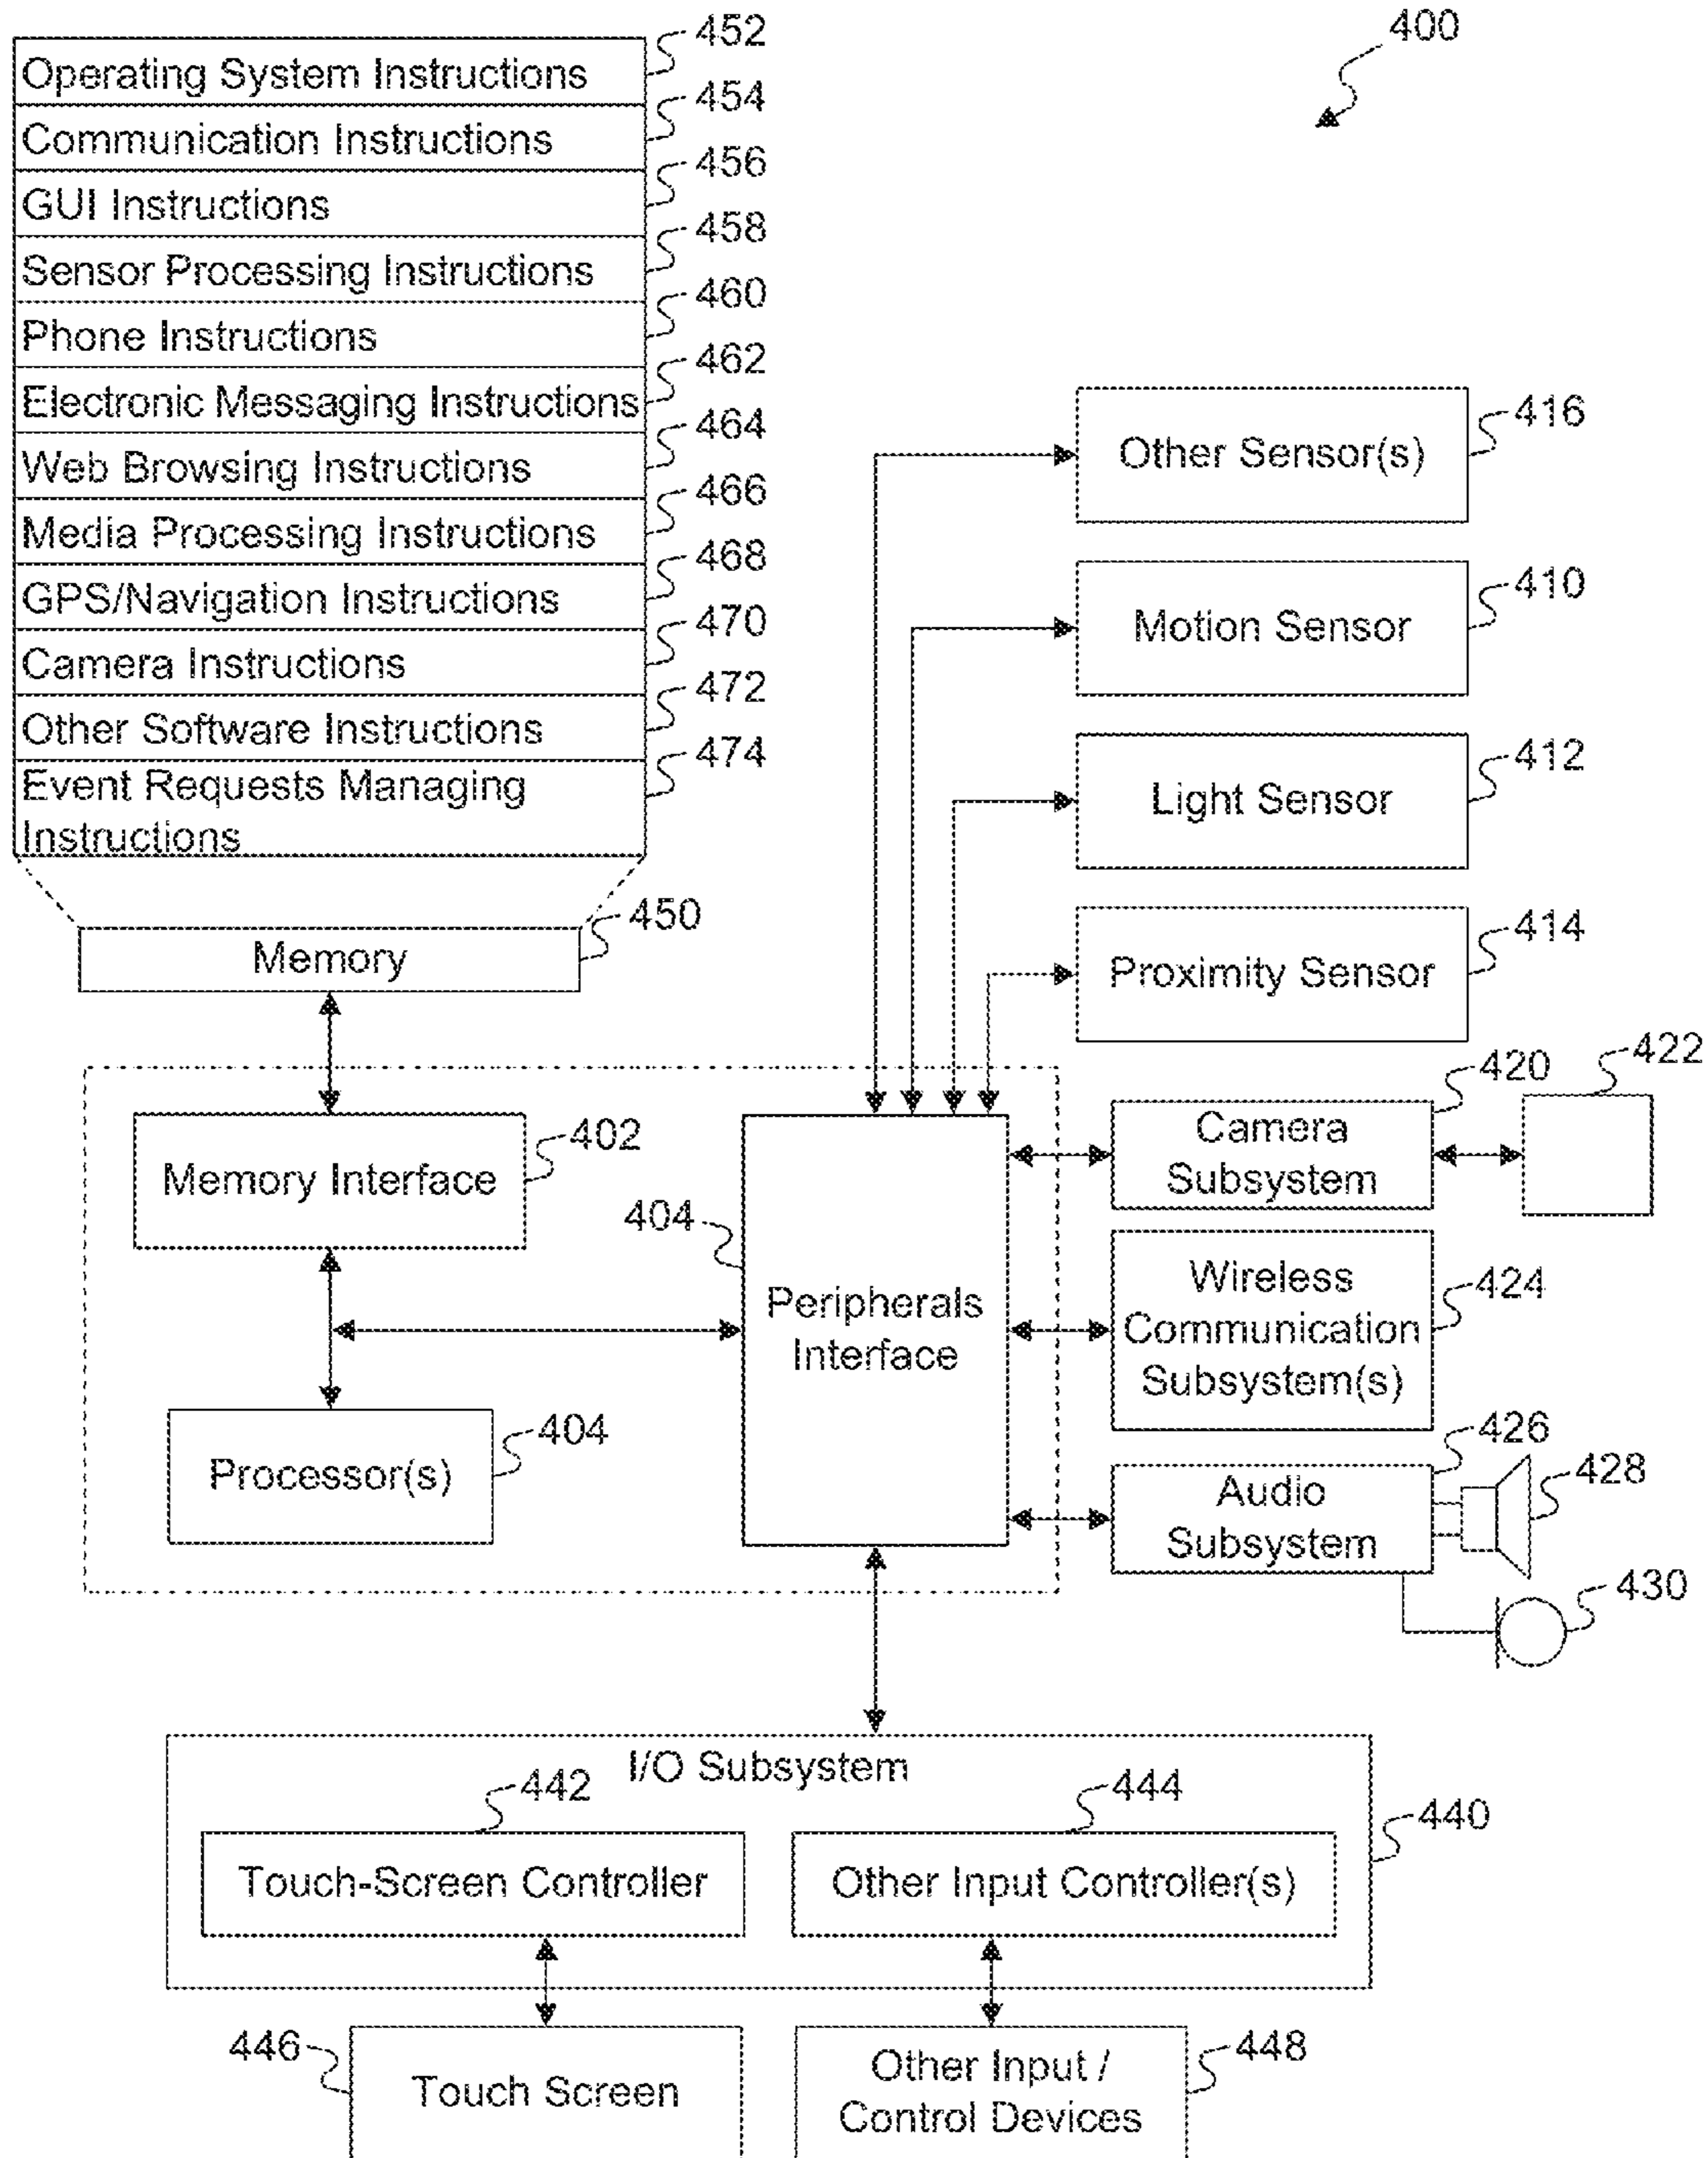 400
452
Operating System Instructions
454
Communication Instructions
456
GUI Instructions
458
Sensor Processing Instructions
460
Phone Instructions
462
Electronic Messaging Instructions
464
Web Browsing Instructions
466
Media Processing Instructions
468
GPS/Navigation Instructions
470
Camera Instructions
472
Other Software Instructions
474
Event Requests Managing
Instructions
450
Memory
416
Other Sensor(s)
410
Motion Sensor
412
Light Sensor
414
Proximity Sensor
402
Memory Interface
404
Peripherals
Interface
404
Processor(s)
420
Camera
Subsystem
422
Wireless
Communication
Subsystem(s)
424
426
Audio
Subsystem
428
430
I/O Subsystem
442
444
440
Touch-Screen Controller
Other Input Controller(s)
446
Touch Screen
Other Input /
Control Devices
448